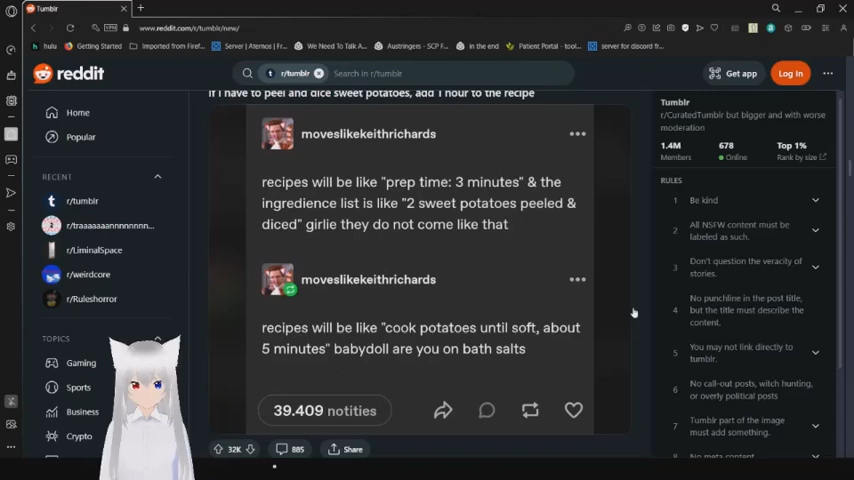 Tumblr
www.reddit.com/r/tumblr/new/
VPN
hulu
Getting Started
Imported from Firef...
Server | Aternos | F...
We Need To Talk A...
Austringers - SCP F...
in the end
Patient Portal - tool...
server for discord fr...
reddit
r/tumblr
Search in r/tumblr
Get app
Log In
Home
Popular
RECENT
r/tumblr
r/traaaaaaannnnnnnn...
r/LiminalSpace
r/weirdcore
r/Ruleshorror
TOPICS
Gaming
Sports
Business
Crypto
If I have to peel and dice sweet potatoes, add 1 hour to the recipe
moveslikekeithrichards
recipes will be like "prep time: 3 minutes" & the
ingredient list is like "2 sweet potatoes peeled &
diced" girlie they do not come like that
moveslikekeithrichards
recipes will be like "cook potatoes until soft, about
5 minutes" babydoll are you on bath salts
39.409 notities
32K
885
Share
Tumblr
r/CuratedTumblr but bigger and with worse
moderation
1.4M
678
Top 1%
Members
Online
Rank by size
RULES
1 Be kind
2 All NSFW content must be
labeled as such.
3 Don't question the veracity of
stories.
4 No punchline in the post title,
but the title must describe the
content.
5 You may not link directly to
tumblr.
6 No call-out posts, witch hunting,
or overly political posts
7 Tumblr part of the image
must add something.
8 No meta content